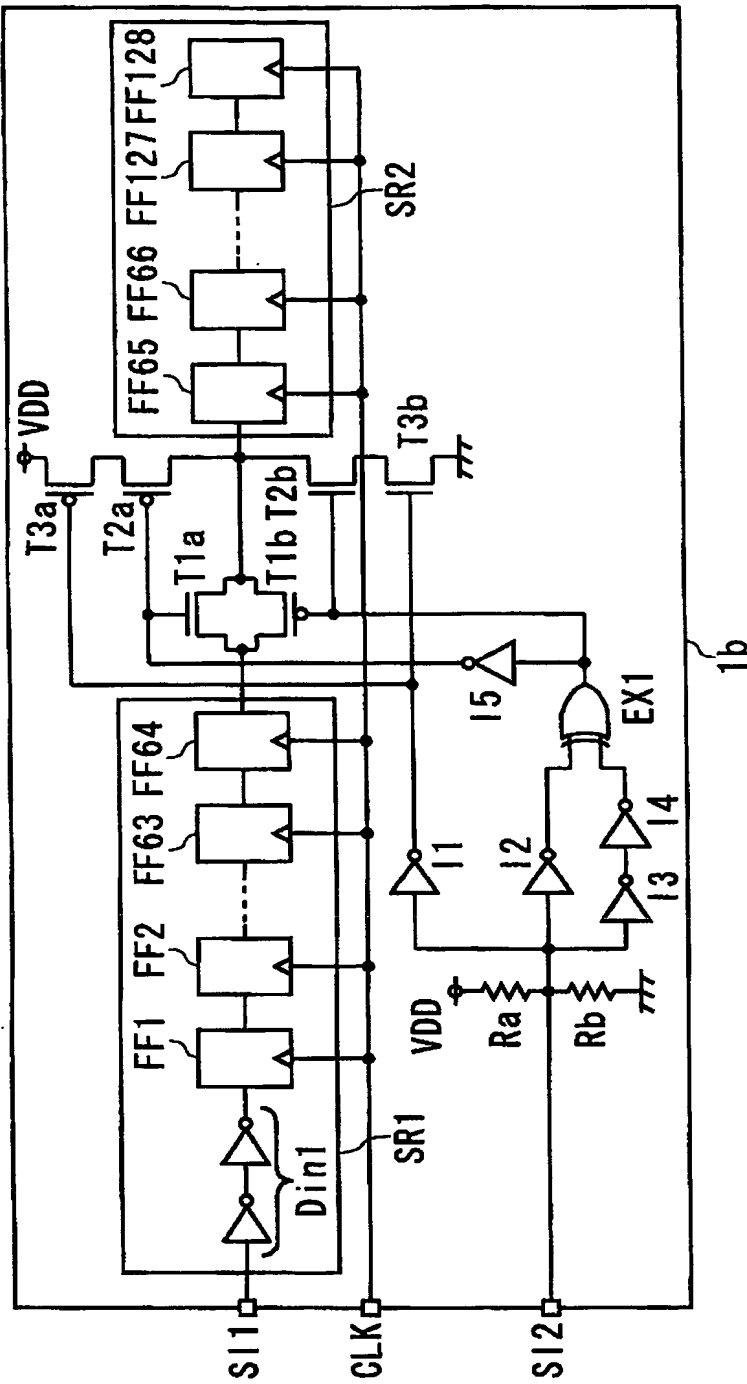 SI1
CLK
SI2
Din1
SR1
FF1
FF2
FF63
FF64
T3a
VDD
T2a
T1a
T1b
T2b
T3b
FF65
FF66
FF127
FF128
SR2
VDD
Ra
Rb
I1
I2
I3
I4
I5
EX1
1b